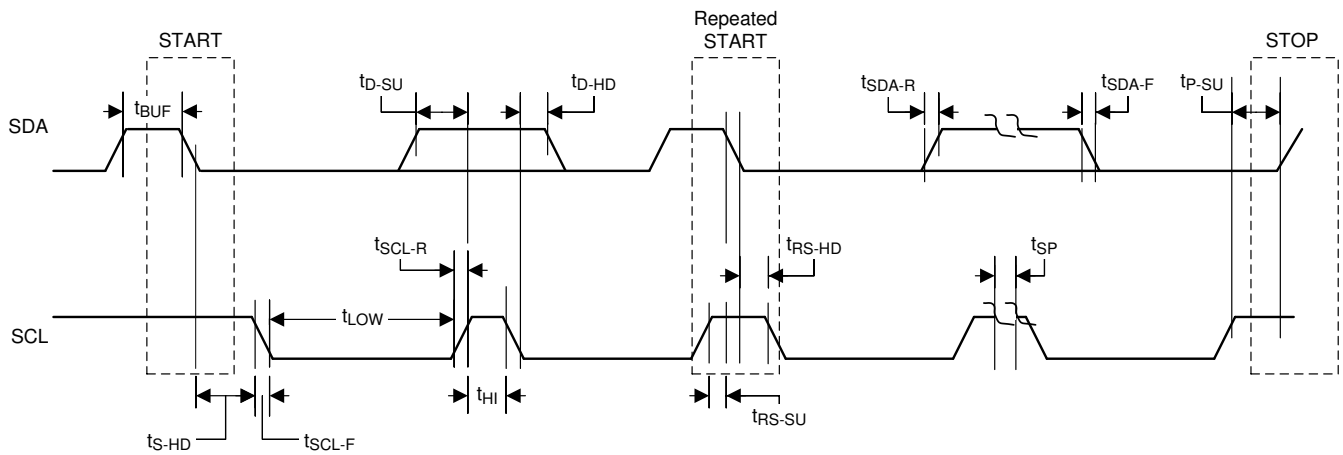 Repeated
START
START
STOP
tD-SU
tD-HD
tSDA-R
tSDA-F
tP-SU
tBUF
SDA
tSCL-R
tRS-HD
tSP
tLOW
SCL
tHI
tRS-SU
tS-HD
tSCL-F